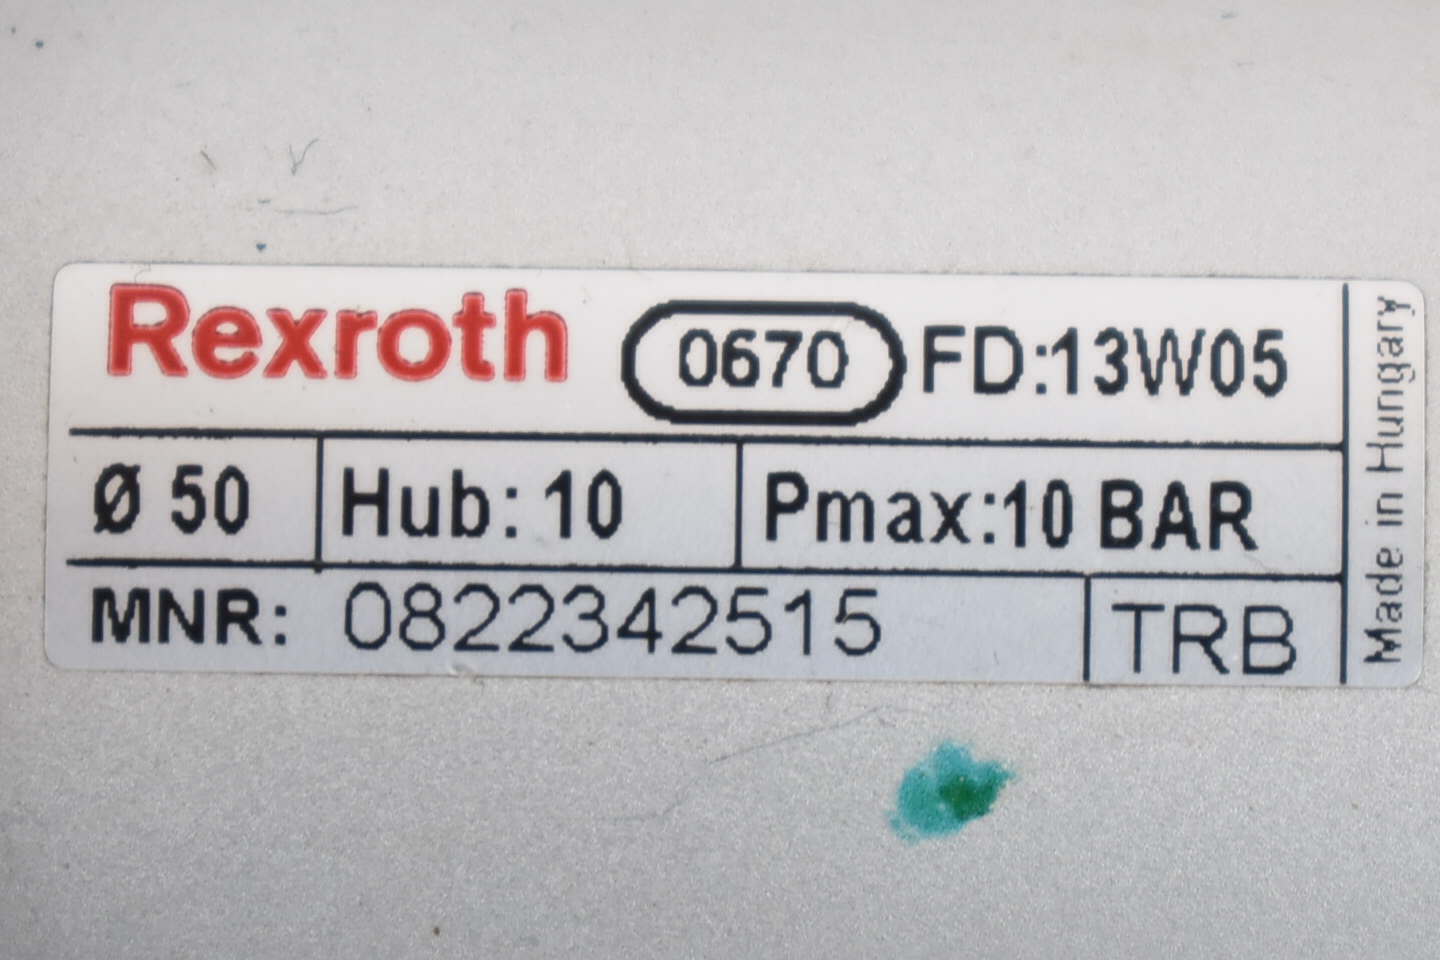 Rexroth 0670 FD:13W05
Ø 50 Hub: 10 Pmax:10 BAR
MNR: 0822342515 TRB
Made in Hungary